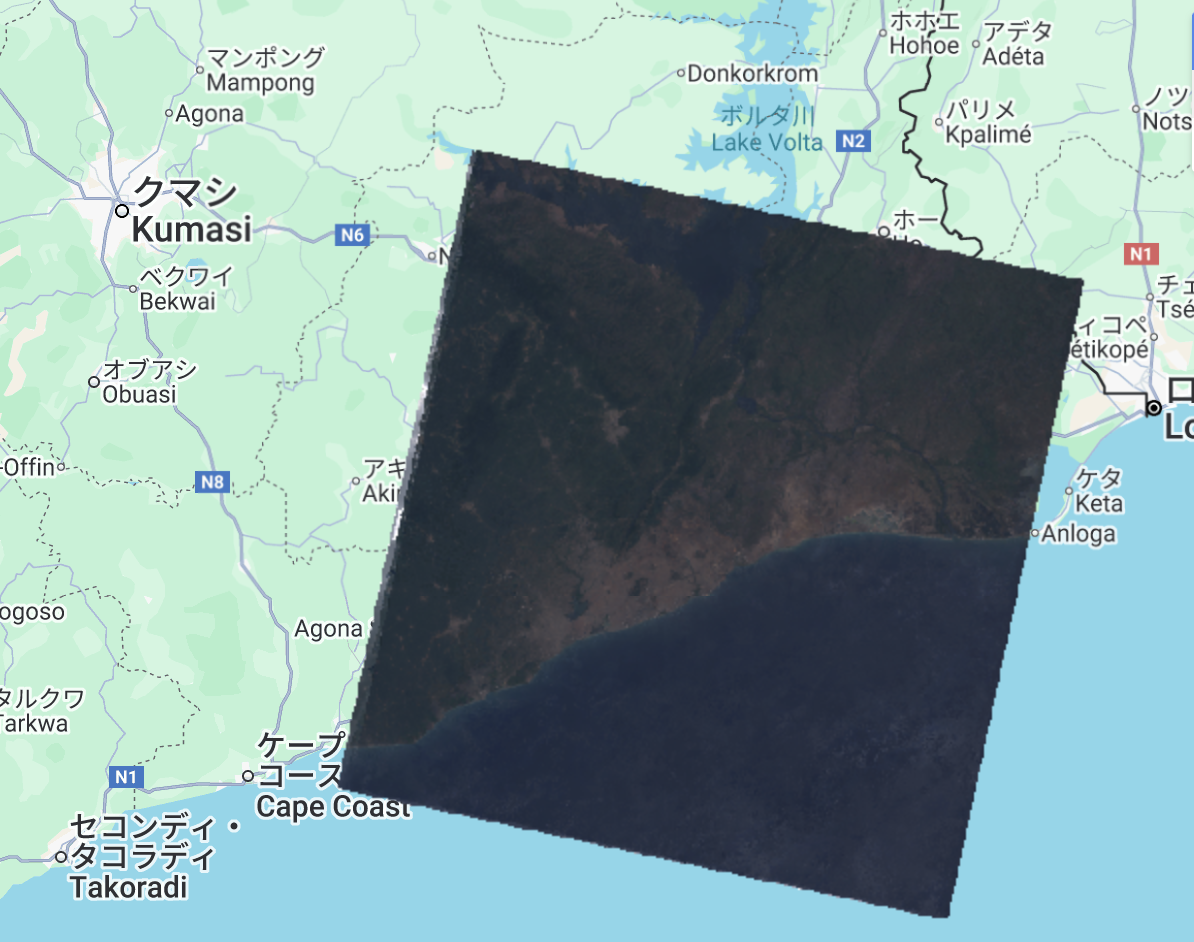 ホホエ
Hohoe
アデタ
Adéta
マンポング
Mampong
Donkorkrom
Agona
ボルタ川
Lake Volta
N2
パリメ
Kpalimé
ノツ
Nots
クマシ
Kumasi
N6
ホー
N1
ベクワイ
Bekwai
チェ
Tsé
ィコペ
étikopé
オブアシ
Obuasi
ロ
Lo
-Offin
N8
アキ
Aki
ケタ
Keta
Anloga
ogoso
Agona
タルクワ
Tarkwa
ケープ
コース
Cape Coast
N1
セコンディ・
タコラディ
Takoradi